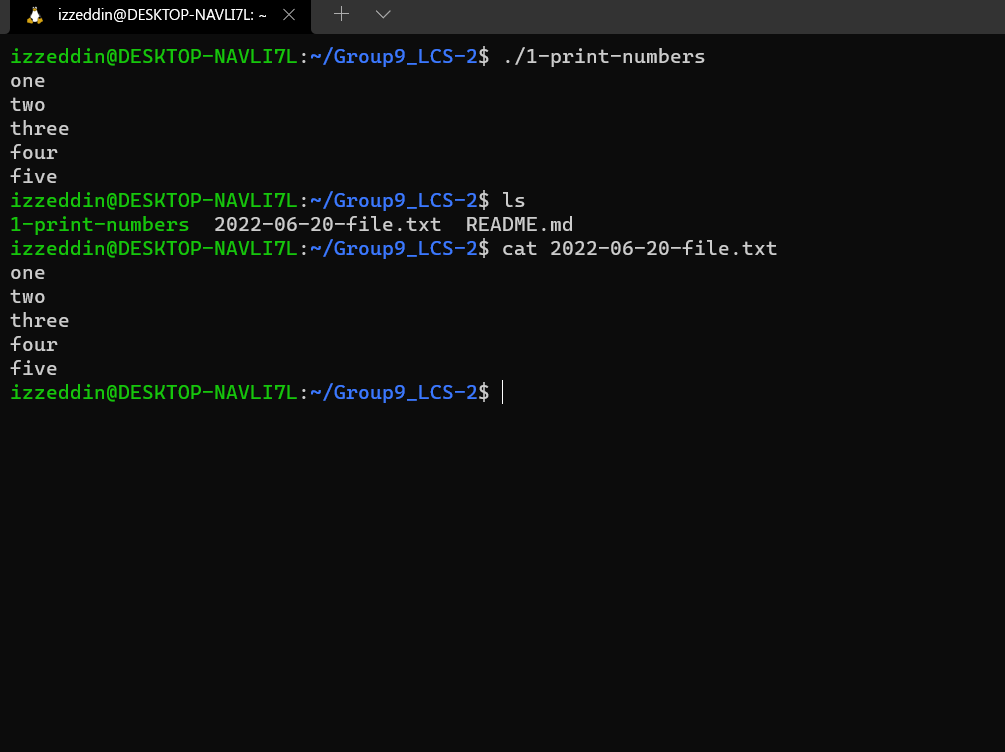 izzeddin@DESKTOP-NAVLI7L: ~
izzeddin@DESKTOP-NAVLI7L:~/Group9_LCS-2$ ./1-print-numbers
one
two
three
four
five
izzeddin@DESKTOP-NAVLI7L:~/Group9_LCS-2$ ls
1-print-numbers  2022-06-20-file.txt  README.md
izzeddin@DESKTOP-NAVLI7L:~/Group9_LCS-2$ cat 2022-06-20-file.txt
one
two
three
four
five
izzeddin@DESKTOP-NAVLI7L:~/Group9_LCS-2$